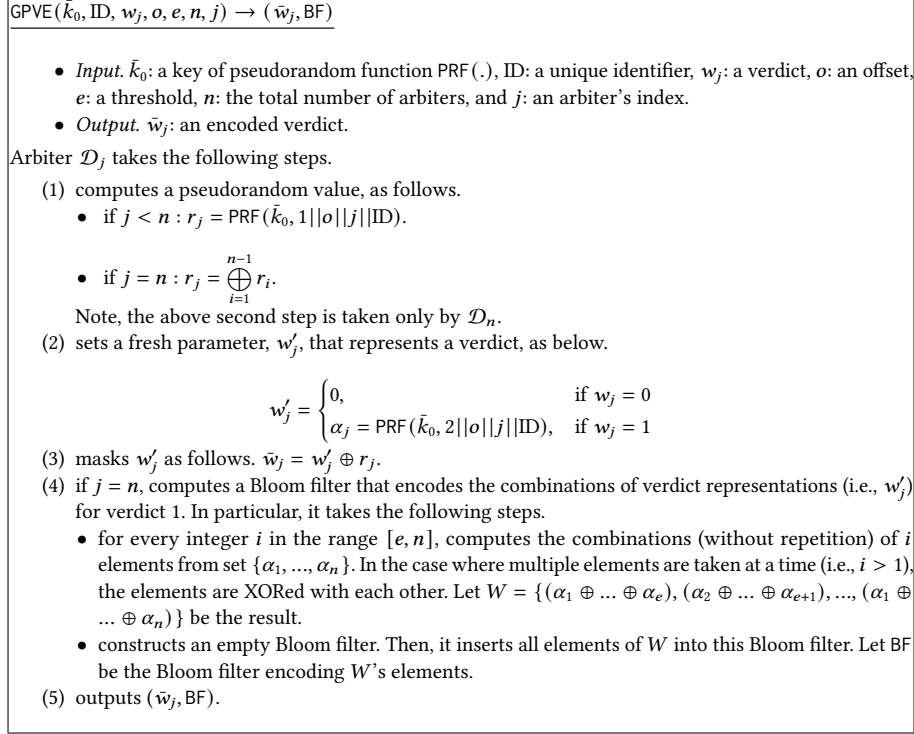 GPVE(k̄₀, ID, wⱼ, o, e, n, j) → (w̄ⱼ, BF)
• Input. k̄₀: a key of pseudorandom function PRF(.), ID: a unique identifier, wⱼ: a verdict, o: an offset,
e: a threshold, n: the total number of arbiters, and j: an arbiter's index.
• Output. w̄ⱼ: an encoded verdict.
Arbiter 𝒟ⱼ takes the following steps.
(1) computes a pseudorandom value, as follows.
• if j < n : rⱼ = PRF(k̄₀, 1||o||j||ID).
• if j = n : rⱼ = ⨁_{i=1}^{n−1} rᵢ.
Note, the above second step is taken only by 𝒟ₙ.
(2) sets a fresh parameter, w′ⱼ, that represents a verdict, as below.
w′ⱼ = { 0, if wⱼ = 0
αⱼ = PRF(k̄₀, 2||o||j||ID), if wⱼ = 1
(3) masks w′ⱼ as follows. w̄ⱼ = w′ⱼ ⊕ rⱼ.
(4) if j = n, computes a Bloom filter that encodes the combinations of verdict representations (i.e., w′ⱼ)
for verdict 1. In particular, it takes the following steps.
• for every integer i in the range [e, n], computes the combinations (without repetition) of i
elements from set {α₁, ..., αₙ}. In the case where multiple elements are taken at a time (i.e., i > 1),
the elements are XORed with each other. Let W = {(α₁ ⊕ ... ⊕ αₑ), (α₂ ⊕ ... ⊕ αₑ₊₁), ..., (α₁ ⊕
... ⊕ αₙ)} be the result.
• constructs an empty Bloom filter. Then, it inserts all elements of W into this Bloom filter. Let BF
be the Bloom filter encoding W's elements.
(5) outputs (w̄ⱼ, BF).